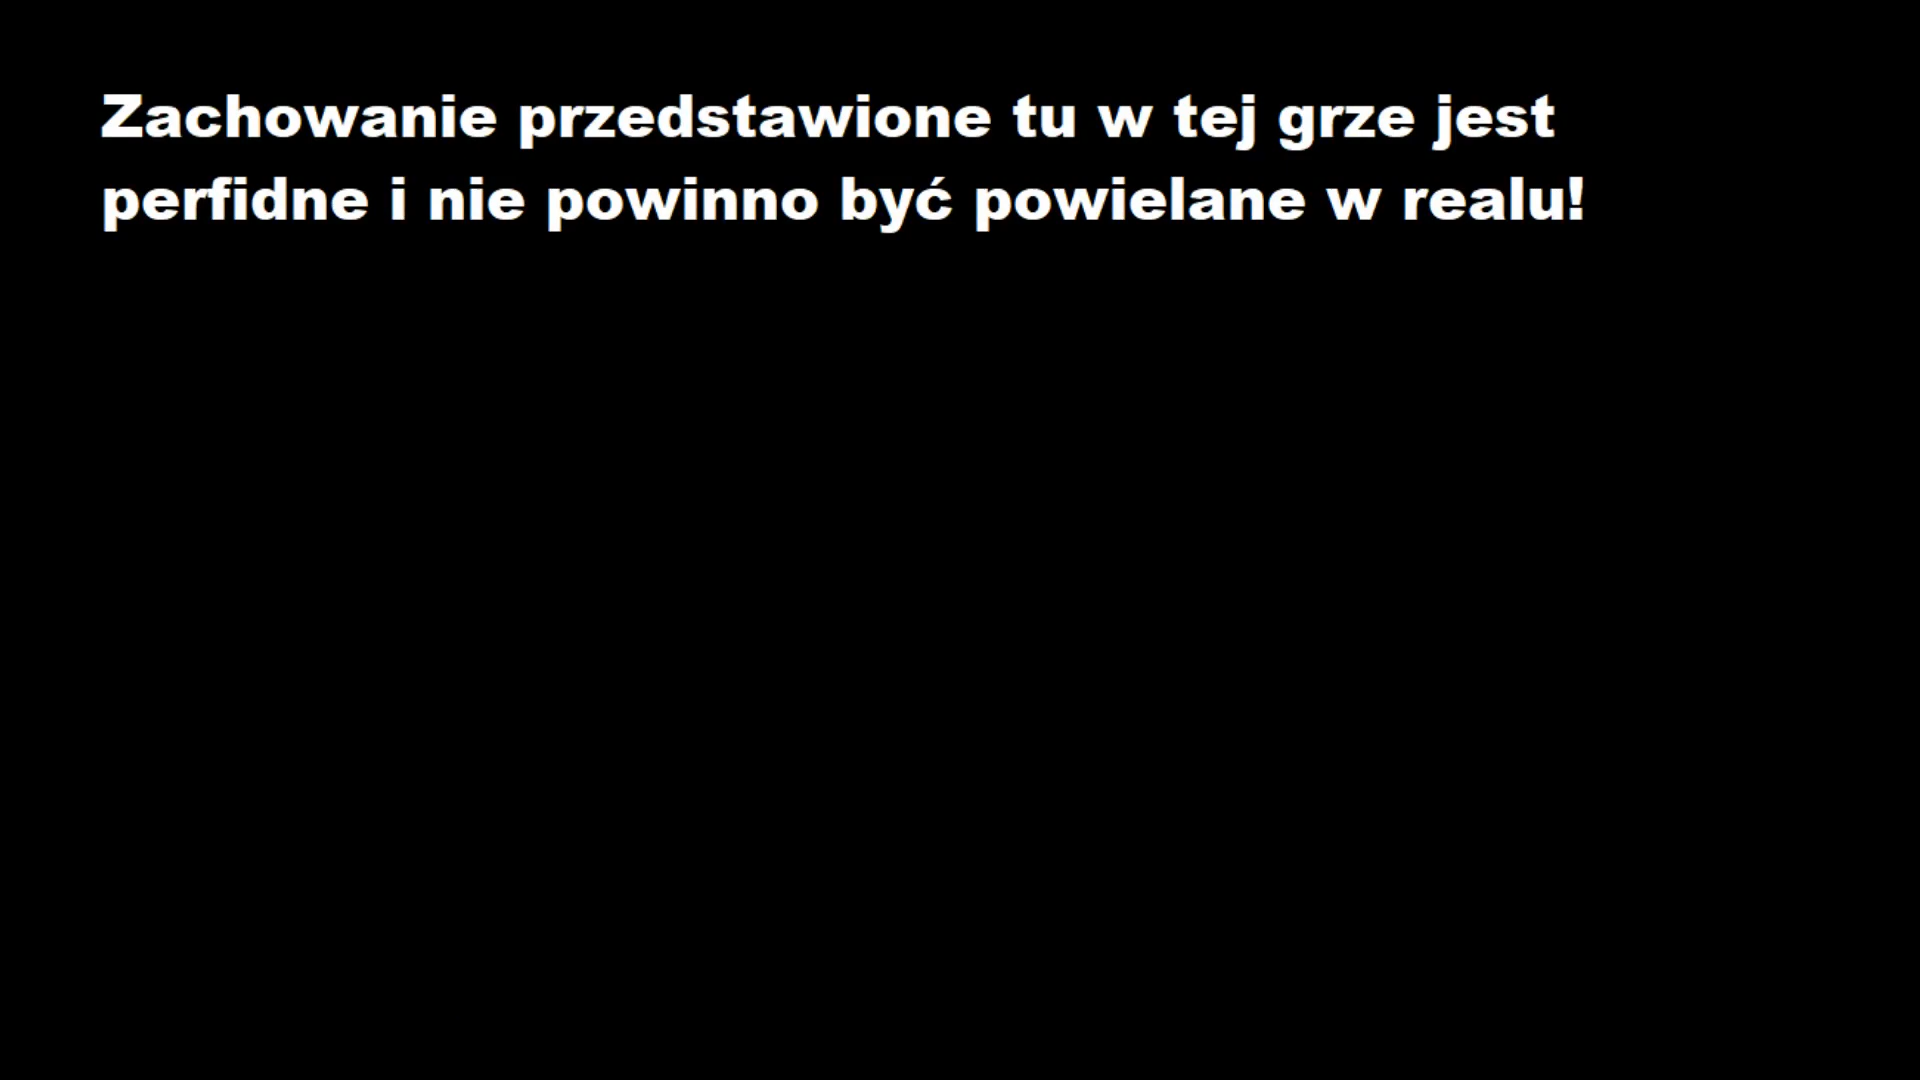 Zachowanie przedstawione tu w tej grze jest
perfidne i nie powinno być powielane w realu!